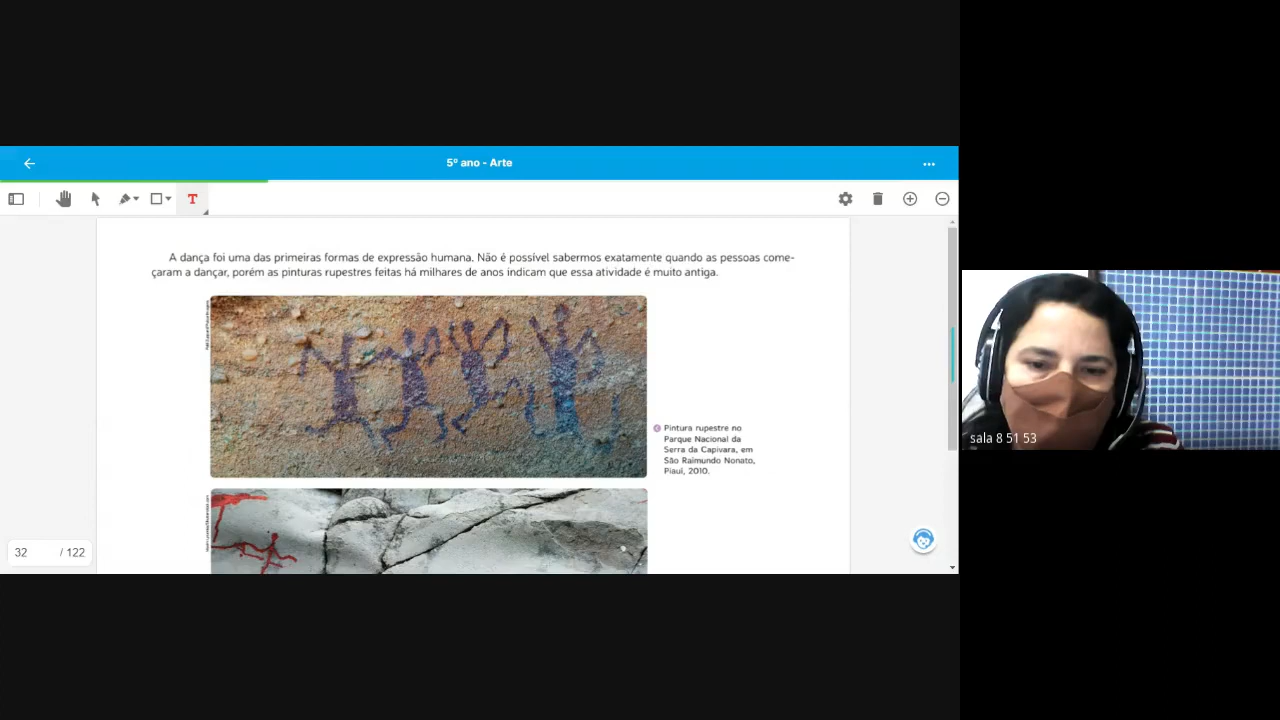 5º ano - Arte
A dança foi uma das primeiras formas de expressão humana. Não é possível sabermos exatamente quando as pessoas come-
çaram a dançar, porém as pinturas rupestres feitas há milhares de anos indicam que essa atividade é muito antiga.
Pintura rupestre no
Parque Nacional da
Serra da Capivara, em
São Raimundo Nonato,
Piauí, 2010.
32 / 122
sala 8 51 53